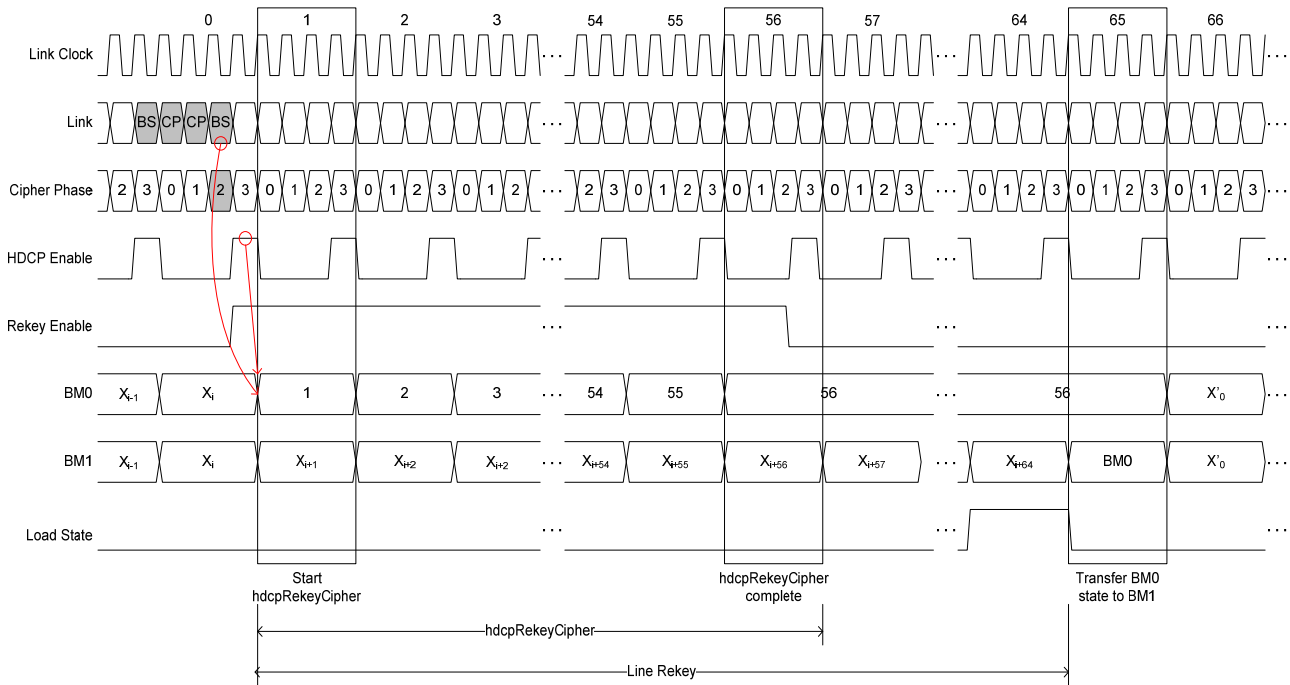 0 1 2 3 54 55 56 57 64 65 66
Link Clock ··· ··· ···
Link BS CP CP BS ··· ··· ···
Cipher Phase 2 3 0 1 2 3 0 1 2 3 0 1 2 3 0 1 2 ··· 2 3 0 1 2 3 0 1 2 3 0 1 2 3 ··· 0 1 2 3 0 1 2 3 0 1 2 3 ···
HDCP Enable ··· ··· ···
Rekey Enable ··· ··· ···
BM0 Xi-1 Xi 1 2 3 ··· 54 55 56 ··· 56 X'0 ···
BM1 Xi-1 Xi Xi+1 Xi+2 Xi+2 ··· Xi+54 Xi+55 Xi+56 Xi+57 ··· Xi+64 BM0 X'0 ···
Load State ··· ··· ···
Start
hdcpRekeyCipher
hdcpRekeyCipher
complete
Transfer BM0
state to BM1
hdcpRekeyCipher
Line Rekey